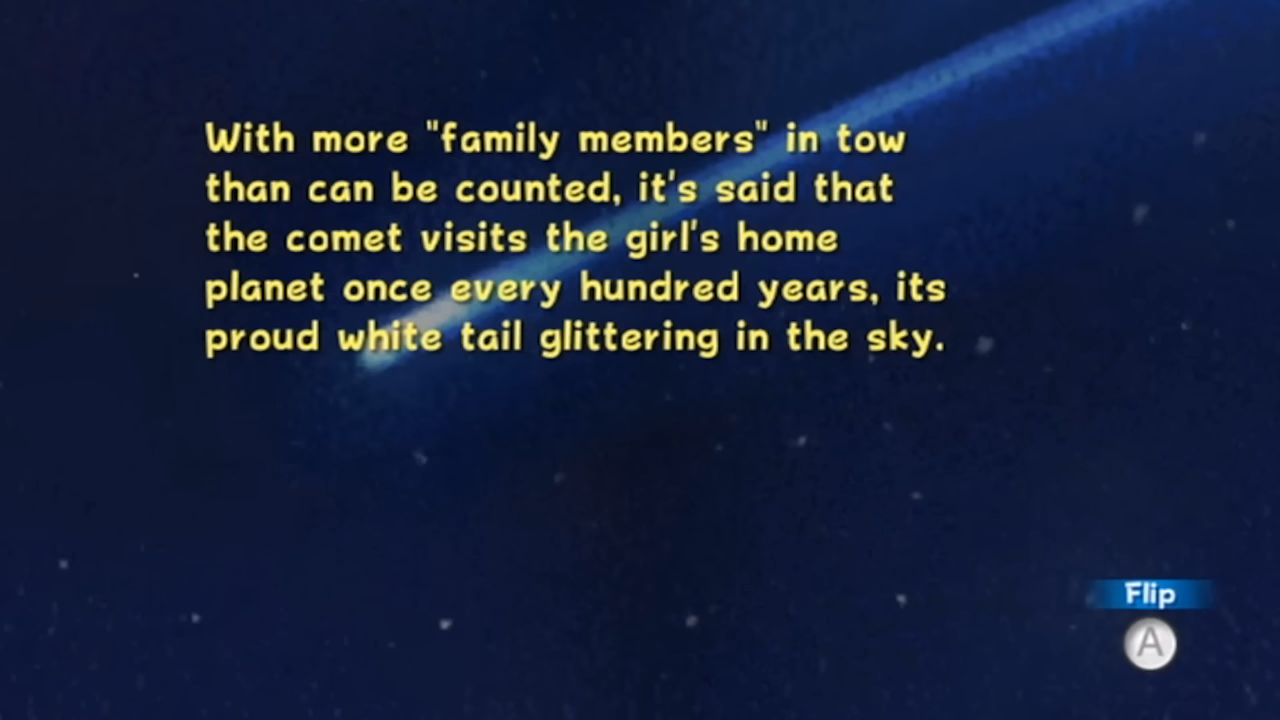 With more "family members" in tow
than can be counted, it's said that
the comet visits the girl's home
planet once every hundred years, its
proud white tail glittering in the sky.
Flip
A